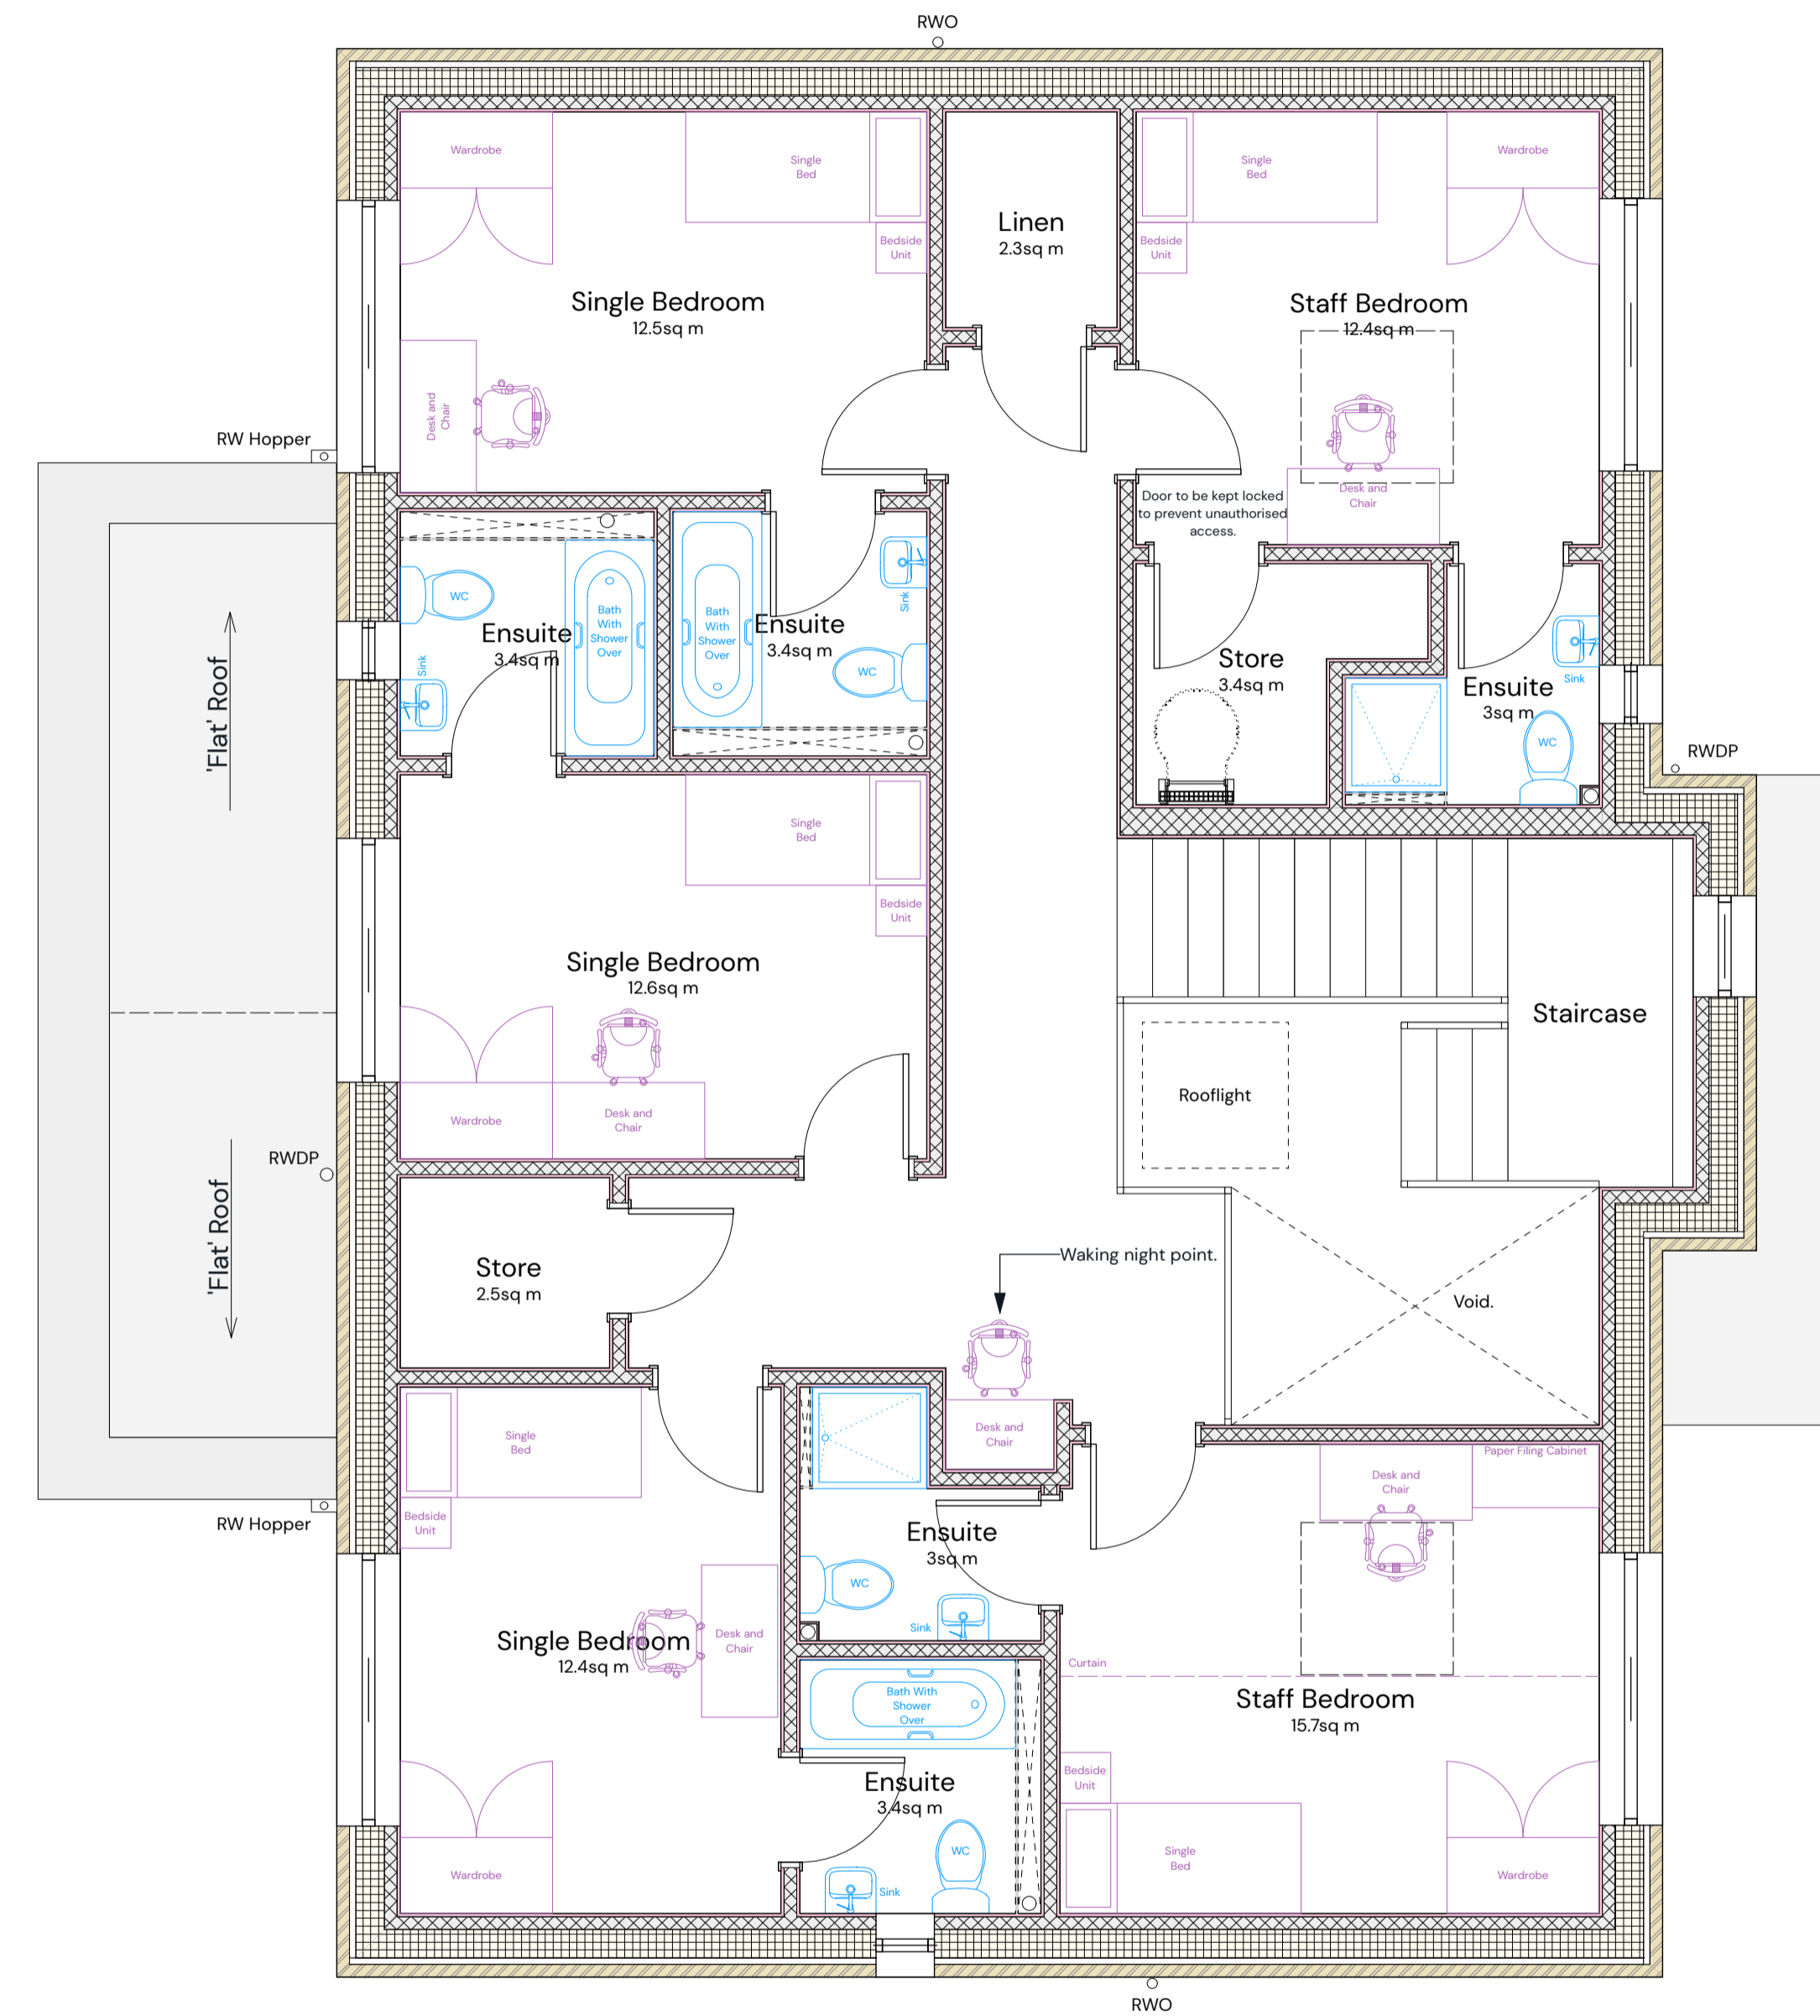 RWO
Wardrobe
Single
Bed
Bedside
Unit
Single Bedroom
12.5sq m
Desk and
Chair
Linen
2.3sq m
Single
Bed
Wardrobe
Bedside
Unit
Staff Bedroom
12.4sq m
Desk and
Chair
Door to be kept locked
to prevent unauthorised
access.
RW Hopper
'Flat' Roof
WC
Ensuite
3.4sq m
Sink
Bath
With
Shower
Over
Bath
With
Shower
Over
Ensuite
3.4sq m
Sink
WC
Store
3.4sq m
Ensuite
3sq m
Sink
WC
RWDP
Single
Bed
Bedside
Unit
Single Bedroom
12.6sq m
Wardrobe
Desk and
Chair
Staircase
Rooflight
RWDP
'Flat' Roof
Store
2.5sq m
Waking night point.
Void.
Desk and
Chair
RW Hopper
Single
Bed
Bedside
Unit
Single Bedroom
12.4sq m
Desk and
Chair
Wardrobe
Ensuite
3sq m
WC
Sink
Bath With
Shower
Over
Ensuite
3.4sq m
WC
Sink
Desk and
Chair
Paper Filing Cabinet
Curtain
Staff Bedroom
15.7sq m
Bedside
Unit
Single
Bed
Wardrobe
RWO